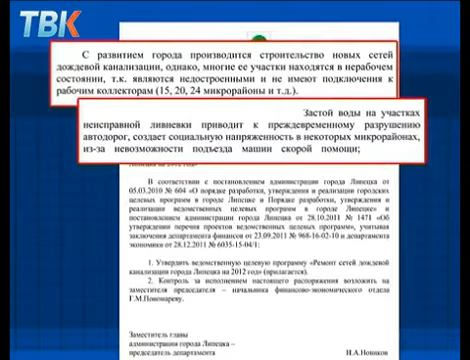 ТВК
С развитием города производится строительство новых сетей
дождевой канализации, однако, многие ее участки находятся в нерабочем
состоянии, т.к. являются недостроенными и не имеют подключения к
рабочим коллекторам (15, 20, 24 микрорайоны и т.д.).
Застой воды на участках
неисправной ливневки приводит к преждевременному разрушению
автодорог, создает социальную напряженность в некоторых микрорайонах,
из-за невозможности подъезда машин скорой помощи;
В соответствии с постановлением администрации города Липецка от
05.03.2010 № 604 «О порядке разработки, утверждения и реализации городских
целевых программ в городе Липецке и Порядке разработки, утверждения и
реализации ведомственных целевых программ в городе Липецке» и
постановлением администрации города Липецка от 28.10.2011 № 1471 «Об
утверждении перечня проектов ведомственных целевых программ», учитывая
заключения департамента финансов от 23.09.2011 № 968-16-02-10 и департамента
экономики от 28.12.2011 № 6035-15-04/1:
1. Утвердить ведомственную целевую программу «Ремонт сетей дождевой
канализации города Липецка на 2012 год» (прилагается).
2. Контроль за исполнением настоящего распоряжения возложить на
заместителя председателя – начальника финансово-экономического отдела
Г.М.Пономареву.
Заместитель главы
администрации города Липецка –
председатель департамента
И.А.Новиков